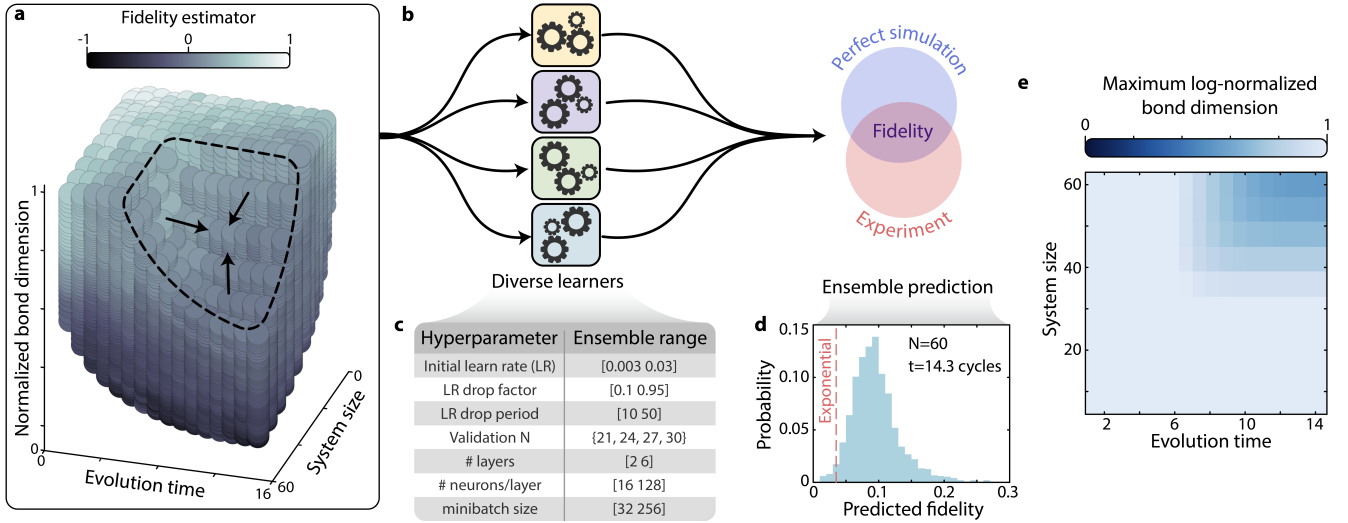 a
Fidelity estimator
-1 0 1
Normalized bond dimension
1
0
0
Evolution time
16
60
System size
0
b
Diverse learners
Perfect simulation
Fidelity
Experiment
c
Hyperparameter Ensemble range
Initial learn rate (LR) [0.003 0.03]
LR drop factor [0.1 0.95]
LR drop period [10 50]
Validation N {21, 24, 27, 30}
# layers [2 6]
# neurons/layer [16 128]
minibatch size [32 256]
Ensemble prediction
d
0.15
0.10
0.05
0
Probability
Exponential
N=60
t=14.3 cycles
0 0.1 0.2 0.3
Predicted fidelity
e
Maximum log-normalized
bond dimension
0 1
60
40
20
System size
2 6 10 14
Evolution time